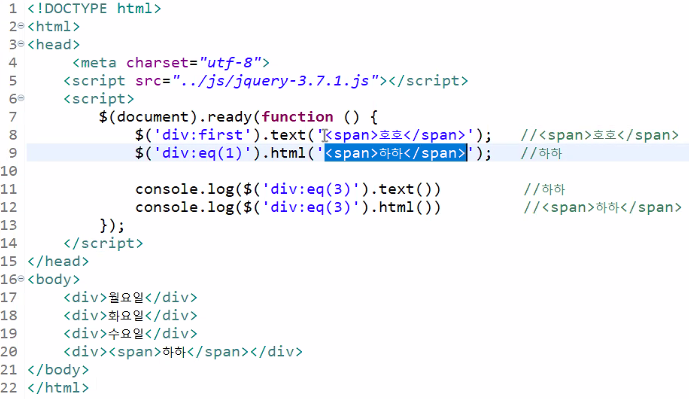 1 <!DOCTYPE html>
2 <html>
3 <head>
4     <meta charset="utf-8">
5    <script src="../js/jquery-3.7.1.js"></script>
6    <script>
7        $(document).ready(function () {
8            $('div:first').text('<span>호호</span>');   //<span>호호</span>
9            $('div:eq(1)').html('<span>하하</span>');   //하하
10
11            console.log($('div:eq(3)').text())         //하하
12            console.log($('div:eq(3)').html())         //<span>하하</span>
13        });
14    </script>
15 </head>
16 <body>
17    <div>월요일</div>
18    <div>화요일</div>
19    <div>수요일</div>
20    <div><span>하하</span></div>
21 </body>
22 </html>